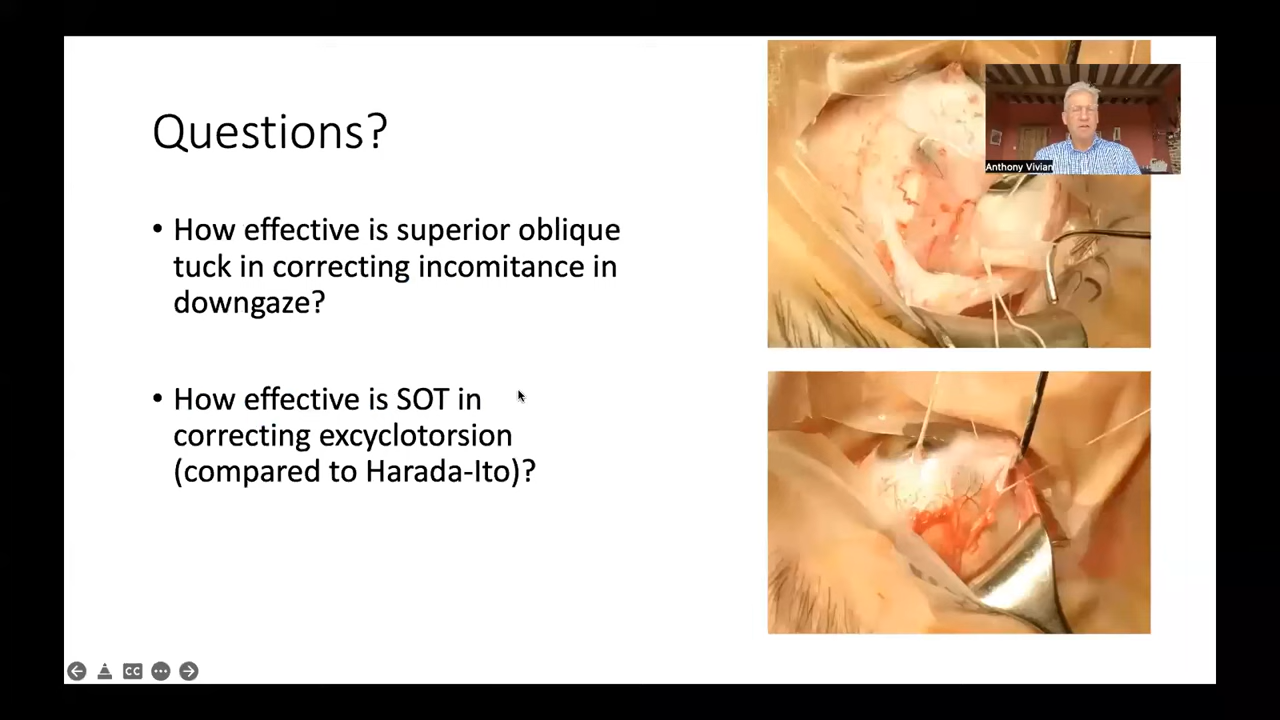 Questions?
• How effective is superior oblique
tuck in correcting incomitance in
downgaze?
• How effective is SOT in
correcting excyclotorsion
(compared to Harada-Ito)?
Anthony Vivian
CC